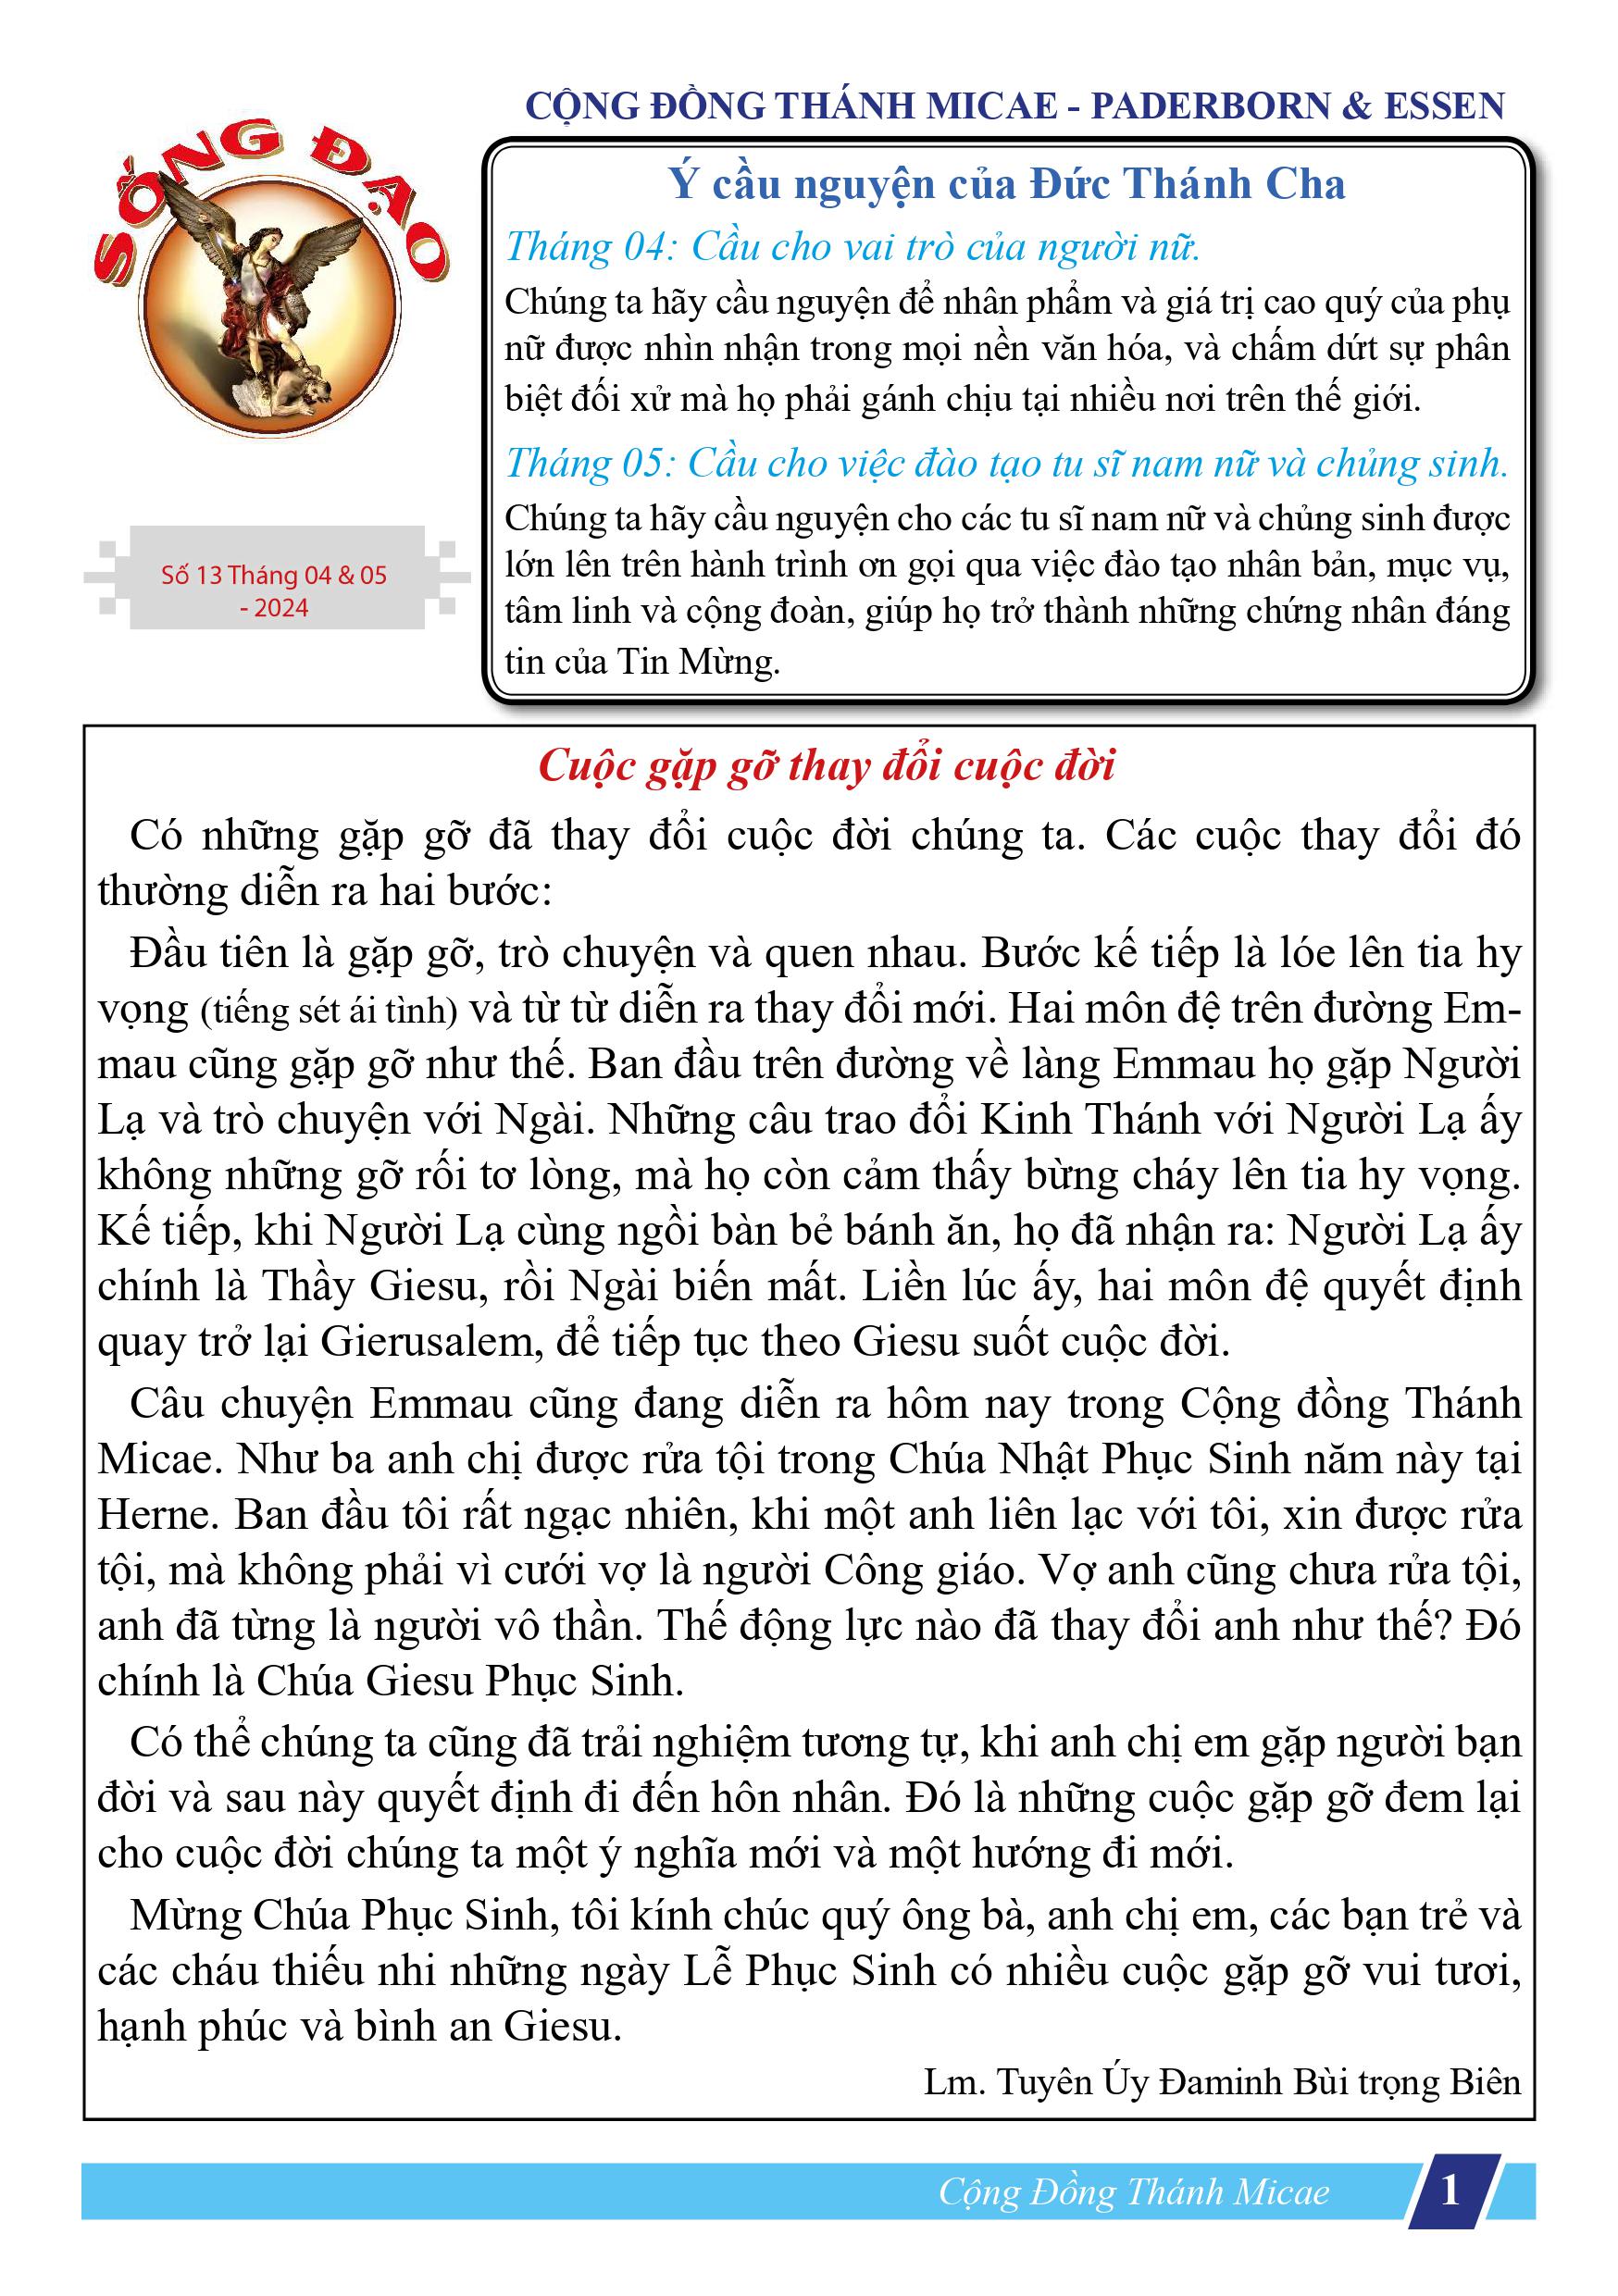 CỘNG ĐỒNG THÁNH MICAE - PADERBORN & ESSEN
SỐNG ĐẠO
Số 13 Tháng 04 & 05
- 2024
Ý cầu nguyện của Đức Thánh Cha
Tháng 04: Cầu cho vai trò của người nữ.
Chúng ta hãy cầu nguyện để nhân phẩm và giá trị cao quý của phụ
nữ được nhìn nhận trong mọi nền văn hóa, và chấm dứt sự phân
biệt đối xử mà họ phải gánh chịu tại nhiều nơi trên thế giới.
Tháng 05: Cầu cho việc đào tạo tu sĩ nam nữ và chủng sinh.
Chúng ta hãy cầu nguyện cho các tu sĩ nam nữ và chủng sinh được
lớn lên trên hành trình ơn gọi qua việc đào tạo nhân bản, mục vụ,
tâm linh và cộng đoàn, giúp họ trở thành những chứng nhân đáng
tin của Tin Mừng.
Cuộc gặp gỡ thay đổi cuộc đời
Có những gặp gỡ đã thay đổi cuộc đời chúng ta. Các cuộc thay đổi đó
thường diễn ra hai bước:
Đầu tiên là gặp gỡ, trò chuyện và quen nhau. Bước kế tiếp là lóe lên tia hy
vọng (tiếng sét ái tình) và từ từ diễn ra thay đổi mới. Hai môn đệ trên đường Em-
mau cũng gặp gỡ như thế. Ban đầu trên đường về làng Emmau họ gặp Người
Lạ và trò chuyện với Ngài. Những câu trao đổi Kinh Thánh với Người Lạ ấy
không những gỡ rối tơ lòng, mà họ còn cảm thấy bừng cháy lên tia hy vọng.
Kế tiếp, khi Người Lạ cùng ngồi bàn bẻ bánh ăn, họ đã nhận ra: Người Lạ ấy
chính là Thầy Giesu, rồi Ngài biến mất. Liền lúc ấy, hai môn đệ quyết định
quay trở lại Gierusalem, để tiếp tục theo Giesu suốt cuộc đời.
Câu chuyện Emmau cũng đang diễn ra hôm nay trong Cộng đồng Thánh
Micae. Như ba anh chị được rửa tội trong Chúa Nhật Phục Sinh năm này tại
Herne. Ban đầu tôi rất ngạc nhiên, khi một anh liên lạc với tôi, xin được rửa
tội, mà không phải vì cưới vợ là người Công giáo. Vợ anh cũng chưa rửa tội,
anh đã từng là người vô thần. Thế động lực nào đã thay đổi anh như thế? Đó
chính là Chúa Giesu Phục Sinh.
Có thể chúng ta cũng đã trải nghiệm tương tự, khi anh chị em gặp người bạn
đời và sau này quyết định đi đến hôn nhân. Đó là những cuộc gặp gỡ đem lại
cho cuộc đời chúng ta một ý nghĩa mới và một hướng đi mới.
Mừng Chúa Phục Sinh, tôi kính chúc quý ông bà, anh chị em, các bạn trẻ và
các cháu thiếu nhi những ngày Lễ Phục Sinh có nhiều cuộc gặp gỡ vui tươi,
hạnh phúc và bình an Giesu.
Lm. Tuyên Úy Đaminh Bùi trọng Biên
Cộng Đồng Thánh Micae
1